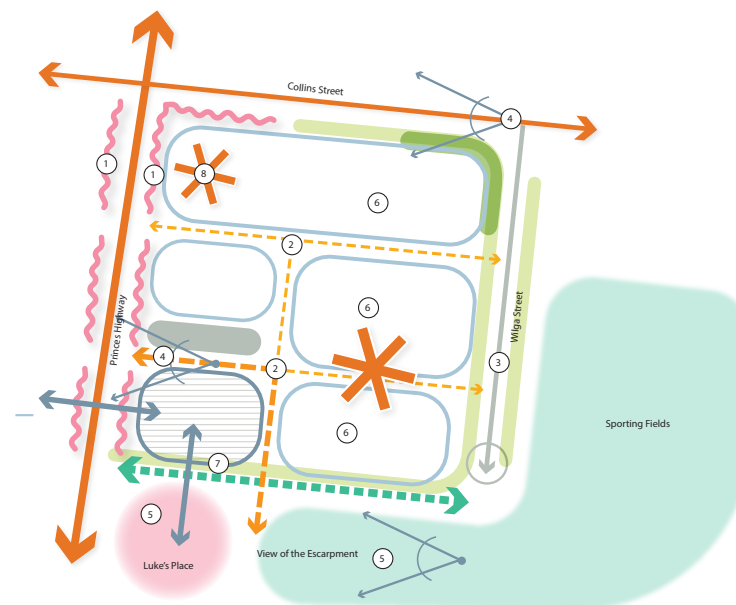 Collins Street
4
1
1
8
6
2
Princes Highway
6
Wilga Street
4
2
3
6
Sporting Fields
7
5
Luke's Place
View of the Escarpment
5